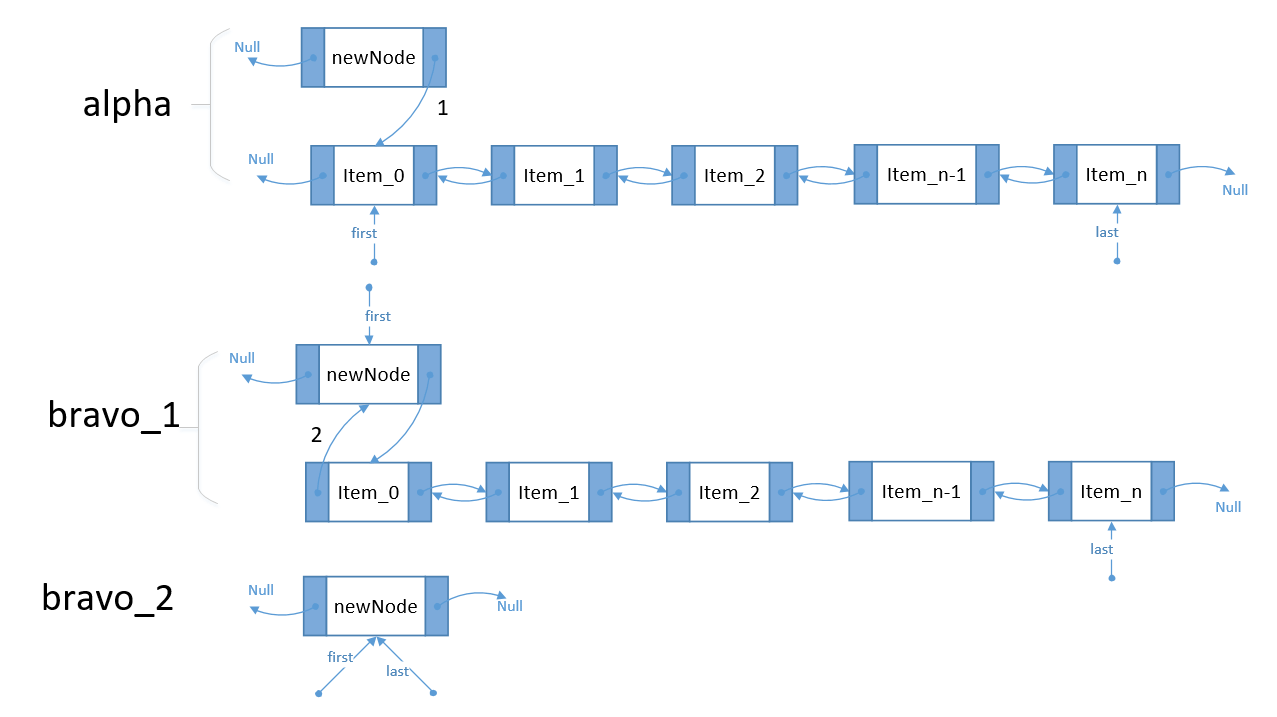 Null
newNode
alpha
1
Null
Item_0
Item_1
Item_2
Item_n-1
Item_n
Null
first
last
first
Null
newNode
bravo_1
2
Item_0
Item_1
Item_2
Item_n-1
Item_n
Null
last
bravo_2
Null
newNode
Null
first
last